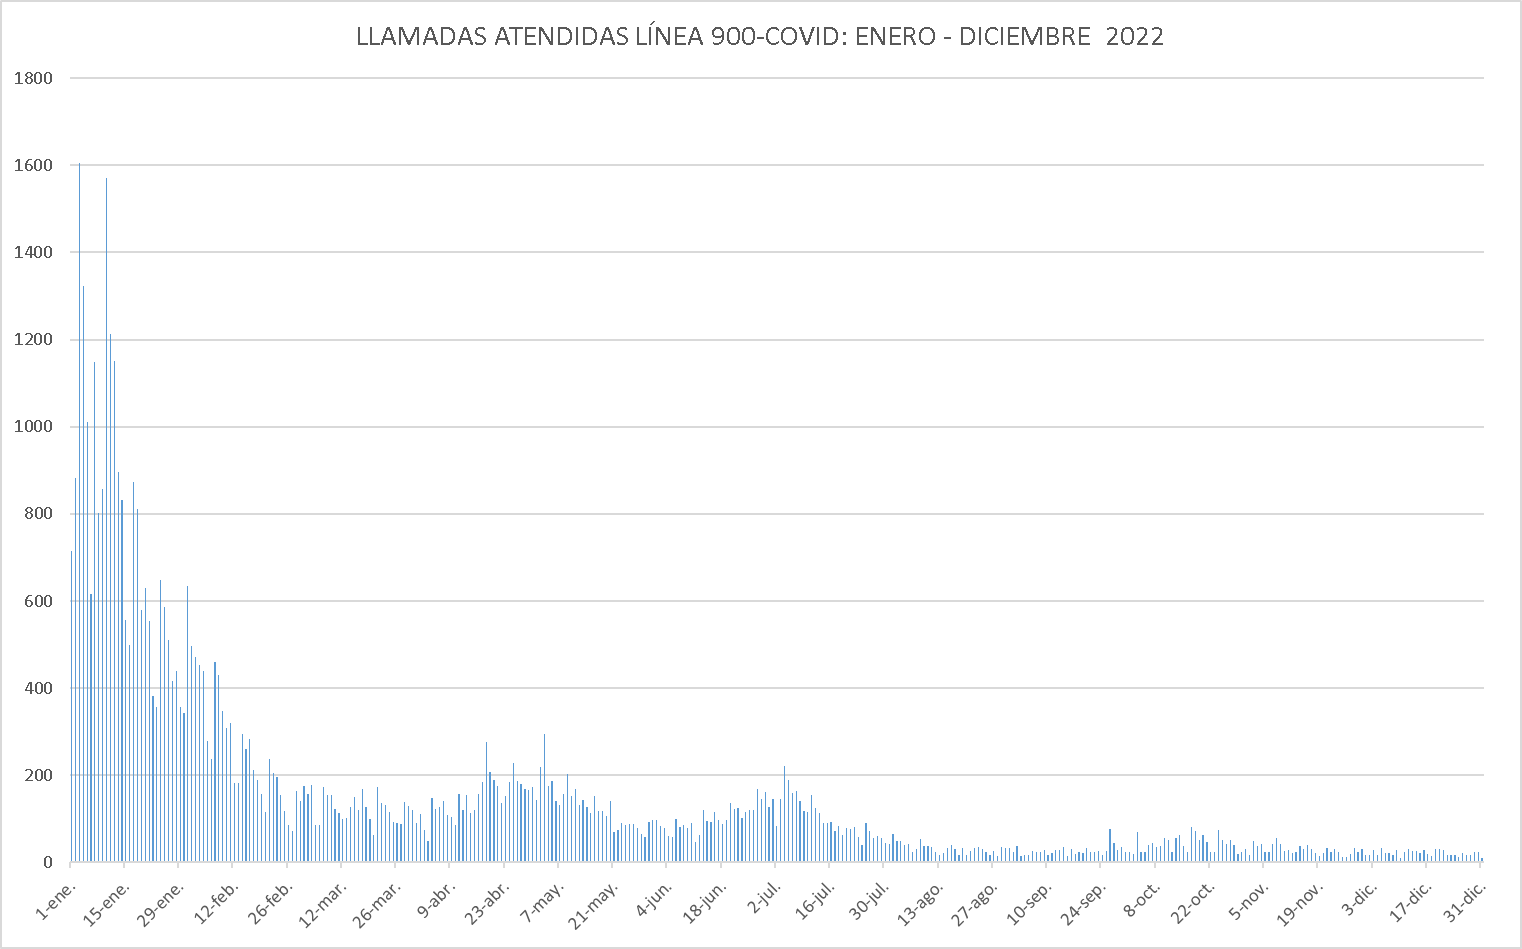 LLAMADAS ATENDIDAS LÍNEA 900-COVID: ENERO - DICIEMBRE  2022
1800
1600
1400
1200
1000
800
600
400
200
0
1-ene.
15-ene.
29-ene.
12-feb.
26-feb.
12-mar.
26-mar.
9-abr.
23-abr.
7-may.
21-may.
4-jun.
18-jun.
2-jul.
16-jul.
30-jul.
13-ago.
27-ago.
10-sep.
24-sep.
8-oct.
22-oct.
5-nov.
19-nov.
3-dic.
17-dic.
31-dic.